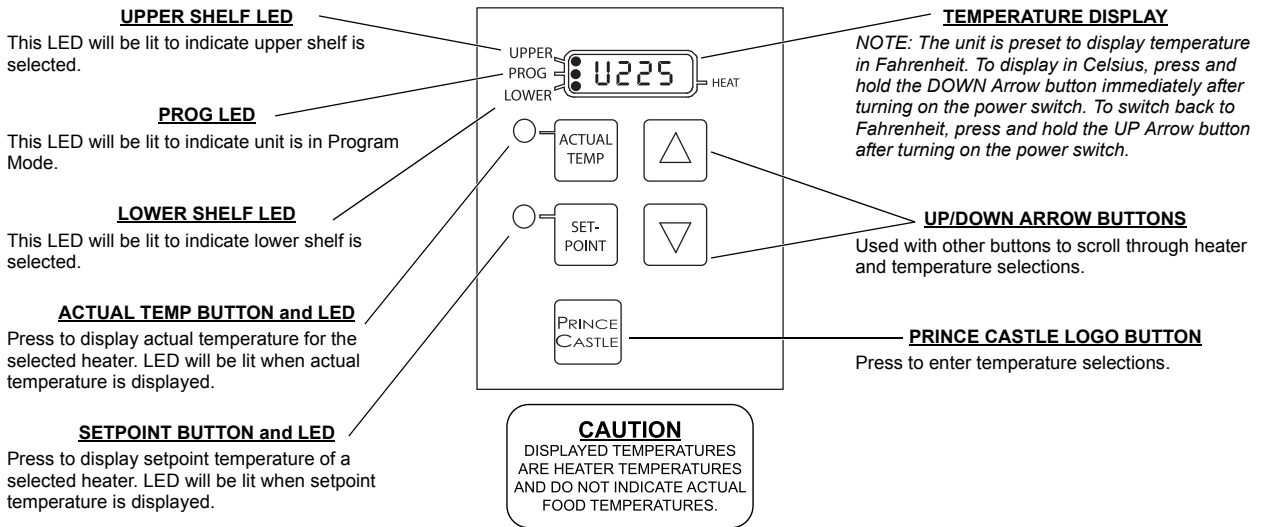 UPPER SHELF LED
This LED will be lit to indicate upper shelf is
selected.
PROG LED
This LED will be lit to indicate unit is in Program
Mode.
LOWER SHELF LED
This LED will be lit to indicate lower shelf is
selected.
ACTUAL TEMP BUTTON and LED
Press to display actual temperature for the
selected heater. LED will be lit when actual
temperature is displayed.
SETPOINT BUTTON and LED
Press to display setpoint temperature of a
selected heater. LED will be lit when setpoint
temperature is displayed.
UPPER
PROG
LOWER
U225
HEAT
ACTUAL
TEMP
SET-
POINT
PRINCE
CASTLE
CAUTION
DISPLAYED TEMPERATURES
ARE HEATER TEMPERATURES
AND DO NOT INDICATE ACTUAL
FOOD TEMPERATURES.
TEMPERATURE DISPLAY
NOTE: The unit is preset to display temperature
in Fahrenheit. To display in Celsius, press and
hold the DOWN Arrow button immediately after
turning on the power switch. To switch back to
Fahrenheit, press and hold the UP Arrow button
after turning on the power switch.
UP/DOWN ARROW BUTTONS
Used with other buttons to scroll through heater
and temperature selections.
PRINCE CASTLE LOGO BUTTON
Press to enter temperature selections.